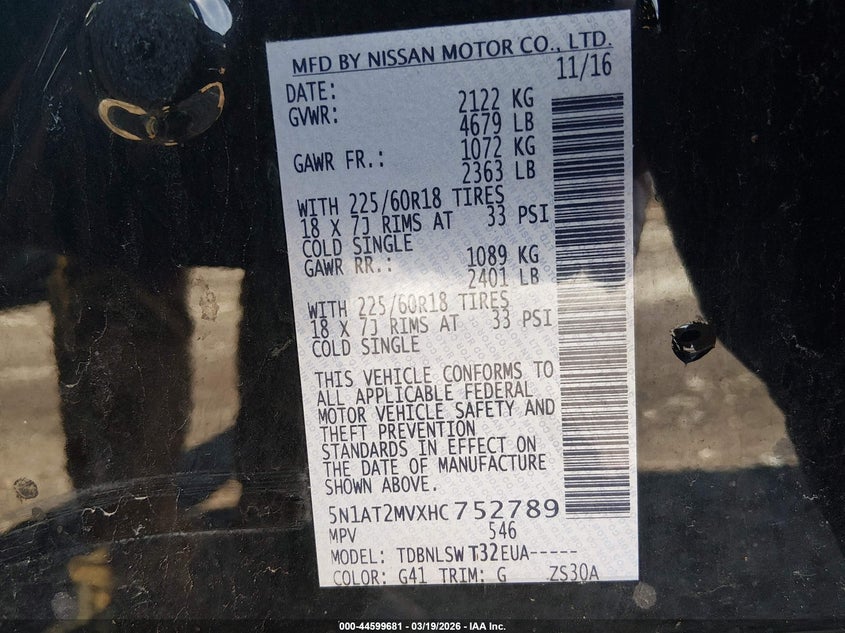 MFD BY NISSAN MOTOR CO., LTD.
DATE: 11/16
GVWR: 2122 KG
4679 LB
GAWR FR.: 1072 KG
2363 LB
WITH 225/60R18 TIRES
18 X 7J RIMS AT 33 PSI
COLD SINGLE
GAWR RR.: 1089 KG
2401 LB
WITH 225/60R18 TIRES
18 X 7J RIMS AT 33 PSI
COLD SINGLE
THIS VEHICLE CONFORMS TO
ALL APPLICABLE FEDERAL
MOTOR VEHICLE SAFETY AND
THEFT PREVENTION
STANDARDS IN EFFECT ON
THE DATE OF MANUFACTURE
SHOWN ABOVE.
5N1AT2MVXHC752789
MPV 546
MODEL: TDBNLSWT32EUA-----
COLOR: G41 TRIM: G ZS30A
000-44599681 - 03/19/2026 - IAA Inc.